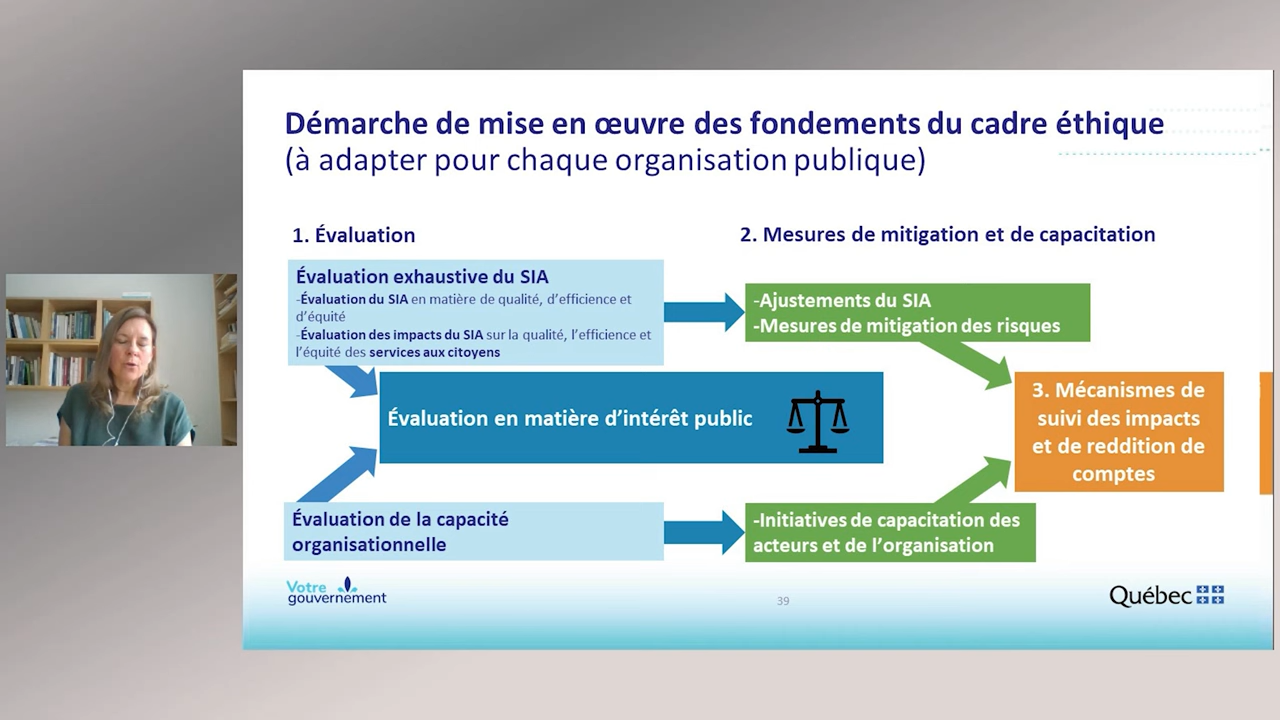 Démarche de mise en œuvre des fondements du cadre éthique
(à adapter pour chaque organisation publique)
1. Évaluation
2. Mesures de mitigation et de capacitation
Évaluation exhaustive du SIA
-Évaluation du SIA en matière de qualité, d'efficience et
d'équité
-Évaluation des impacts du SIA sur la qualité, l'efficience et
l'équité des services aux citoyens
-Ajustements du SIA
-Mesures de mitigation des risques
Évaluation en matière d'intérêt public
3. Mécanismes de
suivi des impacts
et de reddition de
comptes
Évaluation de la capacité
organisationnelle
-Initiatives de capacitation des
acteurs et de l'organisation
Votre
gouvernement
39
Québec